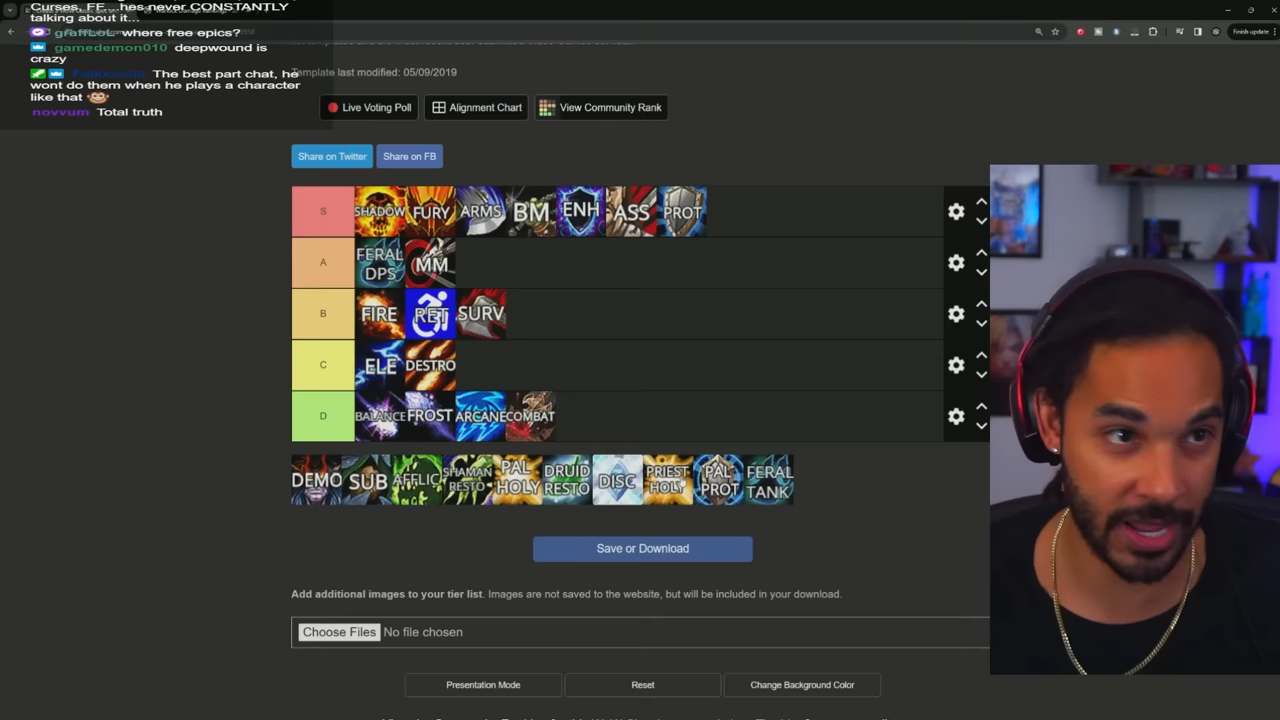 Curses, FF...hes never CONSTANTLY
talking about it...
where free epics?
gamedemon010 deepwound is
crazy
The best part chat, he
wont do them when he plays a character
like that
novvum Total truth
Finish update
Template last modified: 05/09/2019
Live Voting Poll
Alignment Chart
View Community Rank
Share on Twitter
Share on FB
S
SHADOW
FURY
ARMS
BM
ENH
ASS
PROT
A
FERAL
DPS
MM
B
FIRE
RET
SURV
C
ELE
DESTRO
D
BALANCE
FROST
ARCANE
COMBAT
DEMO
SUB
AFFLIC
SHAMAN
RESTO
PAL
HOLY
DRUID
RESTO
DISC
PRIEST
HOLY
PAL
PROT
FERAL
TANK
Save or Download
Add additional images to your tier list. Images are not saved to the website, but will be included in your download.
Choose Files No file chosen
Presentation Mode
Reset
Change Background Color